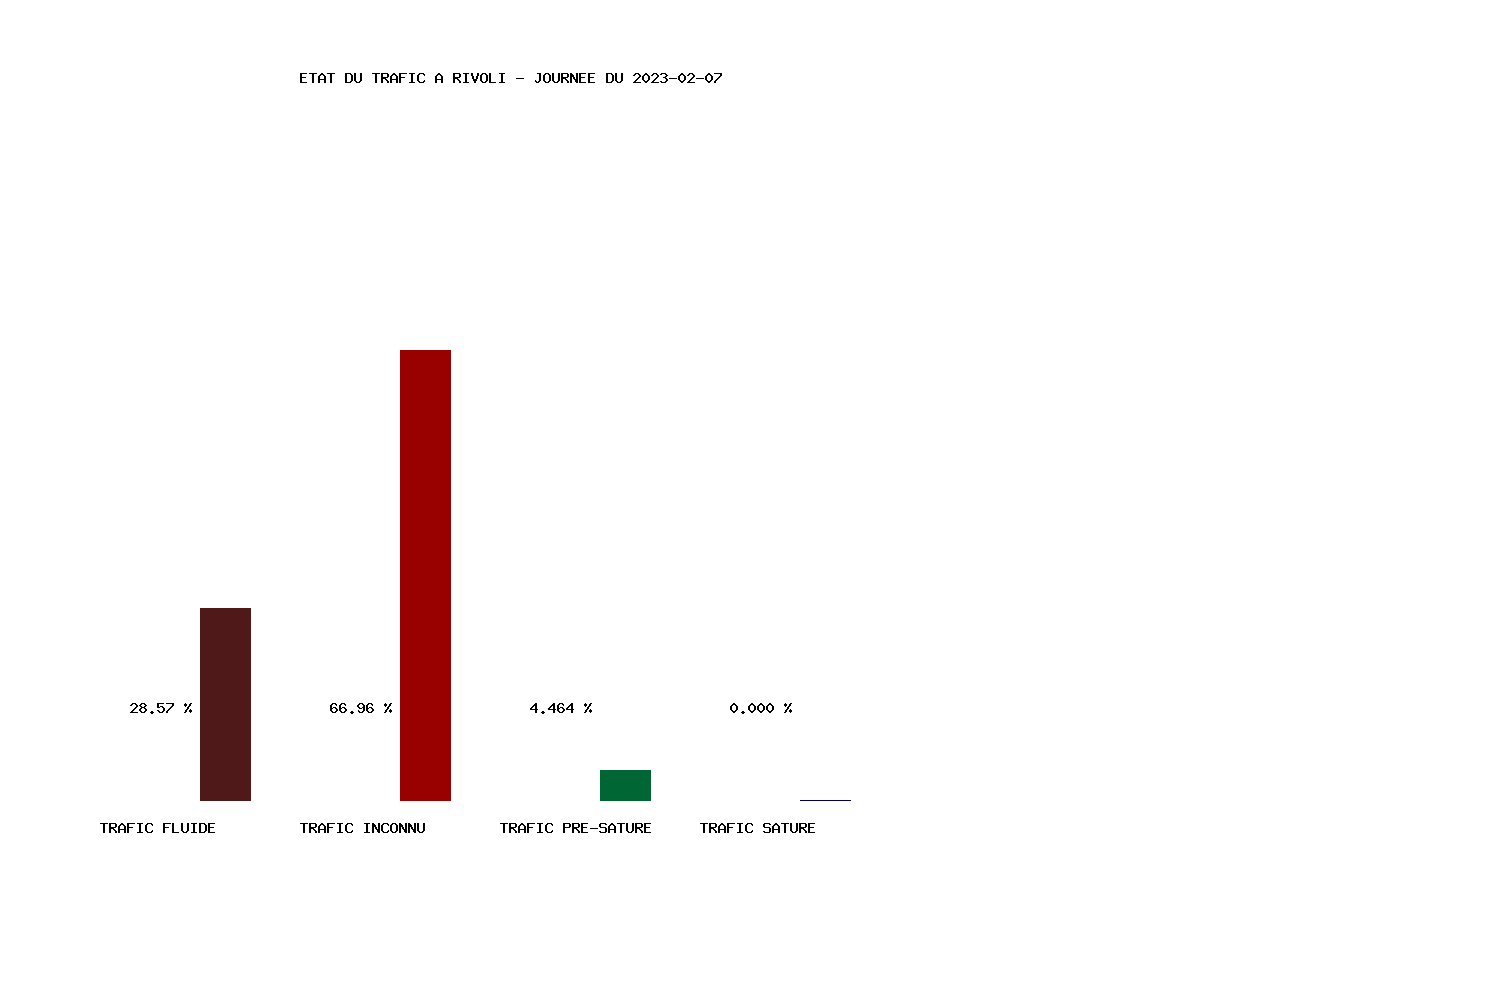 ETAT DU TRAFIC A RIVOLI - JOURNEE DU 2023-02-07
28.57 % 66.96 % 4.464 % 0.000 %
TRAFIC FLUIDE TRAFIC INCONNU TRAFIC PRE-SATURE TRAFIC SATURE